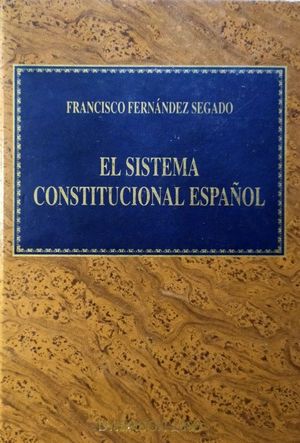 FRANCISCO FERNÁNDEZ SEGADO
EL SISTEMA
CONSTITUCIONAL ESPAÑOL